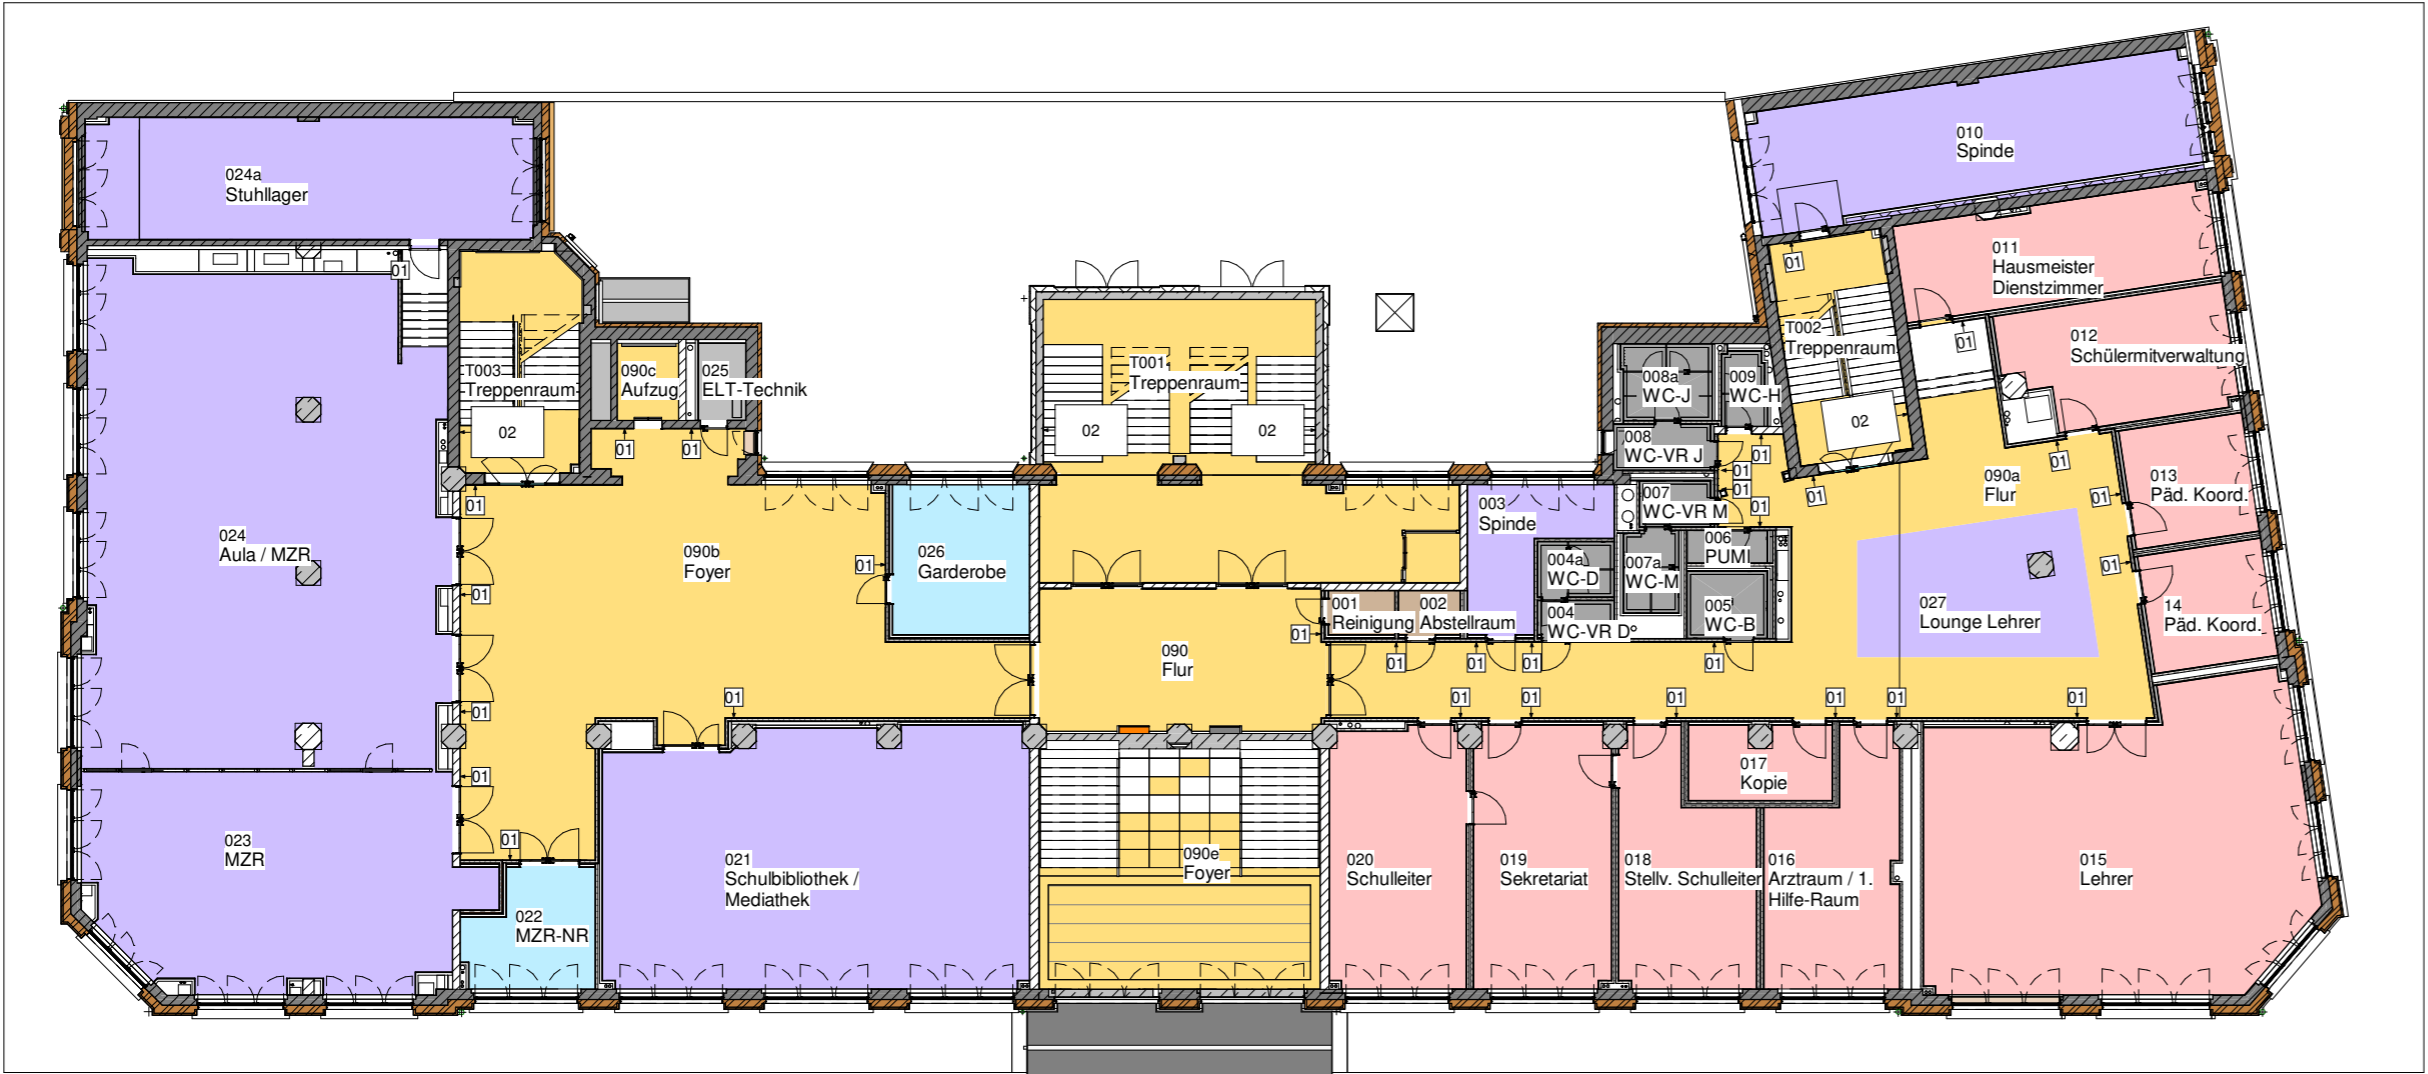 010
Spinde
024a
Stuhllager
011
Hausmeister
Dienstzimmer
01
01
01
012
Schülermitverwaltung
T002
Treppenraum
T003
Treppenraum
090c
Aufzug
025
ELT-Technik
T001
Treppenraum
008a
WC-J
009
WC-H
02
02
02
02
01
01
008
WC-VR J
01
01
01
01
01
01
090a
Flur
01
01
013
Päd. Koord.
003
Spinde
007
WC-VR M
01
024
Aula / MZR
090b
Foyer
026
Garderobe
01
006
PUMI
004a
WC-D
007a
WC-M
01
01
001
Reinigung
002
Abstellraum
004
WC-VR D°
005
WC-B
027
Lounge Lehrer
14
Päd. Koord.
01
01
01
01
01
090
Flur
01
01
01
01
01
01
01
01
01
017
Kopie
01
023
MZR
021
Schulbibliothek /
Mediathek
090e
Foyer
020
Schulleiter
019
Sekretariat
018
Stellv. Schulleiter
016
Arztraum / 1.
Hilfe-Raum
015
Lehrer
022
MZR-NR